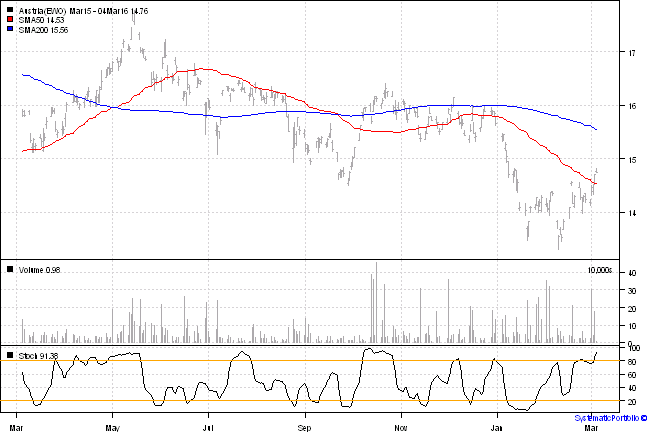 Austria(EWO) Mar15 - 04Mar16 14.76
SMA50 14.53
SMA200 15.56
17
16
15
14
Volume 0.98
10,000s
40
30
20
10
0
Stoch 91.38
100
80
60
40
20
Mar May Jul Sep Nov Jan Mar
SystematicPortfolio ©